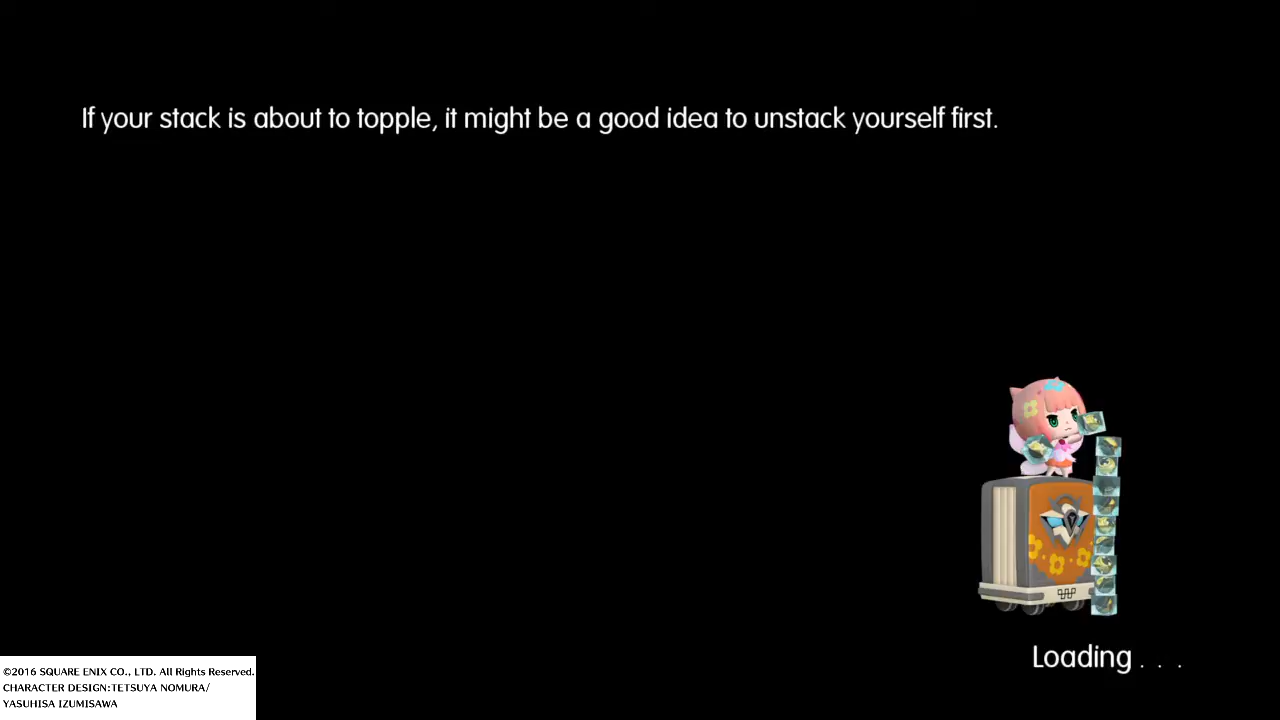 If your stack is about to topple, it might be a good idea to unstack yourself first.
Loading . . .
©2016 SQUARE ENIX CO., LTD. All Rights Reserved.
CHARACTER DESIGN:TETSUYA NOMURA/
YASUHISA IZUMISAWA